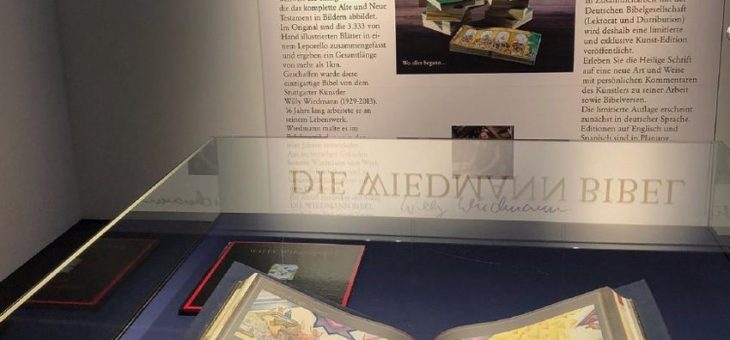 die das komplette Alte und Neue
Testament in Bildern abbildet.
Im Original sind die 3.333 von
Hand illustrierten Blätter in ei-
nem Leporello zusammengefasst
und ergeben ein Gesamtlänge
von mehr als 1km.
Geschaffen wurde diese
einzigartige Bibel von dem
Stuttgarter Künstler
Willy Wiedmann (1929-2013).
16 Jahre lang arbeitete er an
seinem Lebenswerk.
Wiedmann malte es im
Wo alles begann...
Deutschen Bibelgesellschaft
(Lektorat und Distribution)
wird deshalb eine limitierte
und exklusive Kunst-Edition
veröffentlicht.
Erleben Sie die Heilige Schrift
auf eine neue Art und Weise
mit persönlichen Kommentaren
des Künstlers zu seiner Arbeit
sowie Bibelversen.
Die limitierte Auflage erscheint
zunächst in deutscher Sprache.
Editionen auf Englisch und
Spanisch sind in Planung.
DIE WIEDMANN BIBEL
Willy Wiedmann
DIE WIEDMANN BIBEL